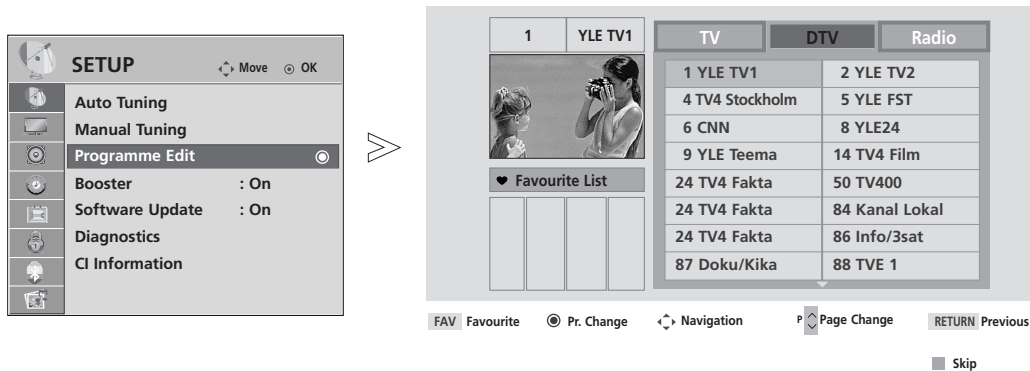 SETUP Move OK
Auto Tuning
Manual Tuning
Programme Edit
Booster : On
Software Update : On
Diagnostics
CI Information
1 YLE TV1
Favourite List
TV DTV Radio
1 YLE TV1 2 YLE TV2
4 TV4 Stockholm 5 YLE FST
6 CNN 8 YLE24
9 YLE Teema 14 TV4 Film
24 TV4 Fakta 50 TV400
24 TV4 Fakta 84 Kanal Lokal
24 TV4 Fakta 86 Info/3sat
87 Doku/Kika 88 TVE 1
FAV Favourite Pr. Change Navigation P Page Change RETURN Previous
Skip